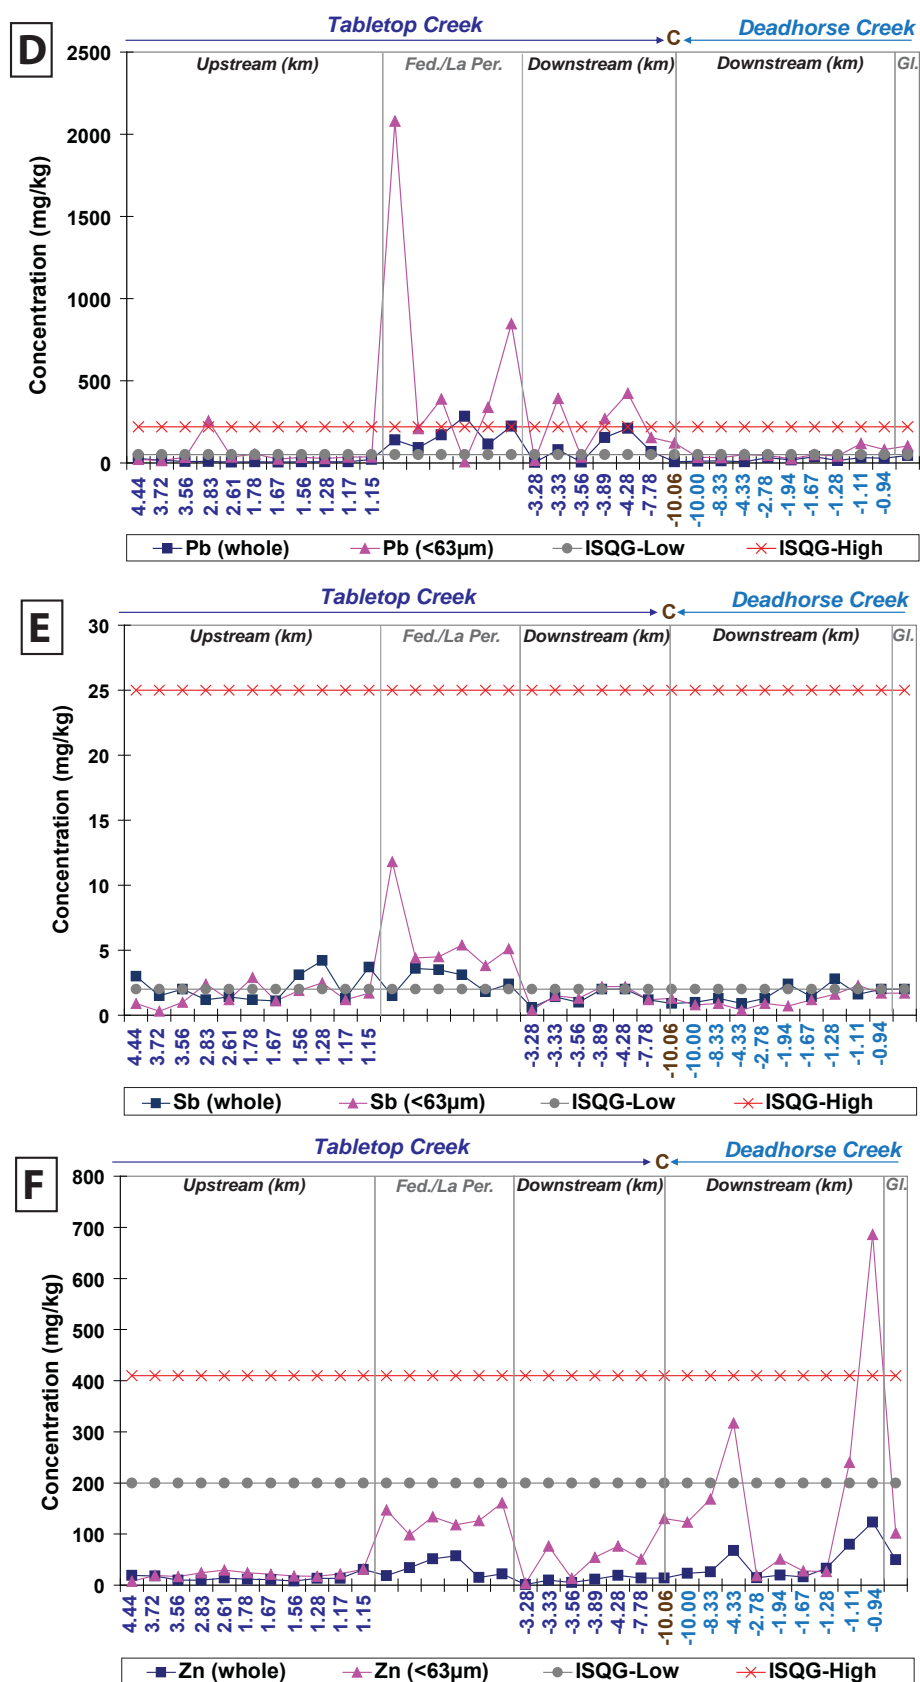 D
Tabletop Creek C Deadhorse Creek
Upstream (km) Fed./La Per. Downstream (km) Downstream (km) Gl.
Concentration (mg/kg)
2500
2000
1500
1000
500
0
4.44 3.72 3.56 2.83 2.61 1.78 1.67 1.56 1.28 1.17 1.15 -3.28 -3.33 -3.56 -3.89 -4.28 -7.78 -10.06 -10.00 -8.33 -4.33 -2.78 -1.94 -1.67 -1.28 -1.11 -0.94
Pb (whole) Pb (<63µm) ISQG-Low ISQG-High
E
Tabletop Creek C Deadhorse Creek
Upstream (km) Fed./La Per. Downstream (km) Downstream (km) Gl.
Concentration (mg/kg)
30
25
20
15
10
5
0
4.44 3.72 3.56 2.83 2.61 1.78 1.67 1.56 1.28 1.17 1.15 -3.28 -3.33 -3.56 -3.89 -4.28 -7.78 -10.06 -10.00 -8.33 -4.33 -2.78 -1.94 -1.67 -1.28 -1.11 -0.94
Sb (whole) Sb (<63µm) ISQG-Low ISQG-High
F
Tabletop Creek C Deadhorse Creek
Upstream (km) Fed./La Per. Downstream (km) Downstream (km) Gl.
Concentration (mg/kg)
800
700
600
500
400
300
200
100
0
4.44 3.72 3.56 2.83 2.61 1.78 1.67 1.56 1.28 1.17 1.15 -3.28 -3.33 -3.56 -3.89 -4.28 -7.78 -10.06 -10.00 -8.33 -4.33 -2.78 -1.94 -1.67 -1.28 -1.11 -0.94
Zn (whole) Zn (<63µm) ISQG-Low ISQG-High